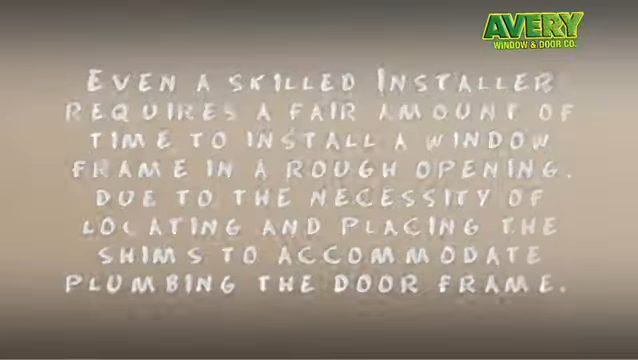 AVERY
WINDOW & DOOR CO.
EVEN A SKILLED INSTALLER
REQUIRES A FAIR AMOUNT OF
TIME TO INSTALL A WINDOW
FRAME IN A ROUGH OPENING.
DUE TO THE NECESSITY OF
LOCATING AND PLACING THE
SHIMS TO ACCOMMODATE
PLUMBING THE DOOR FRAME.